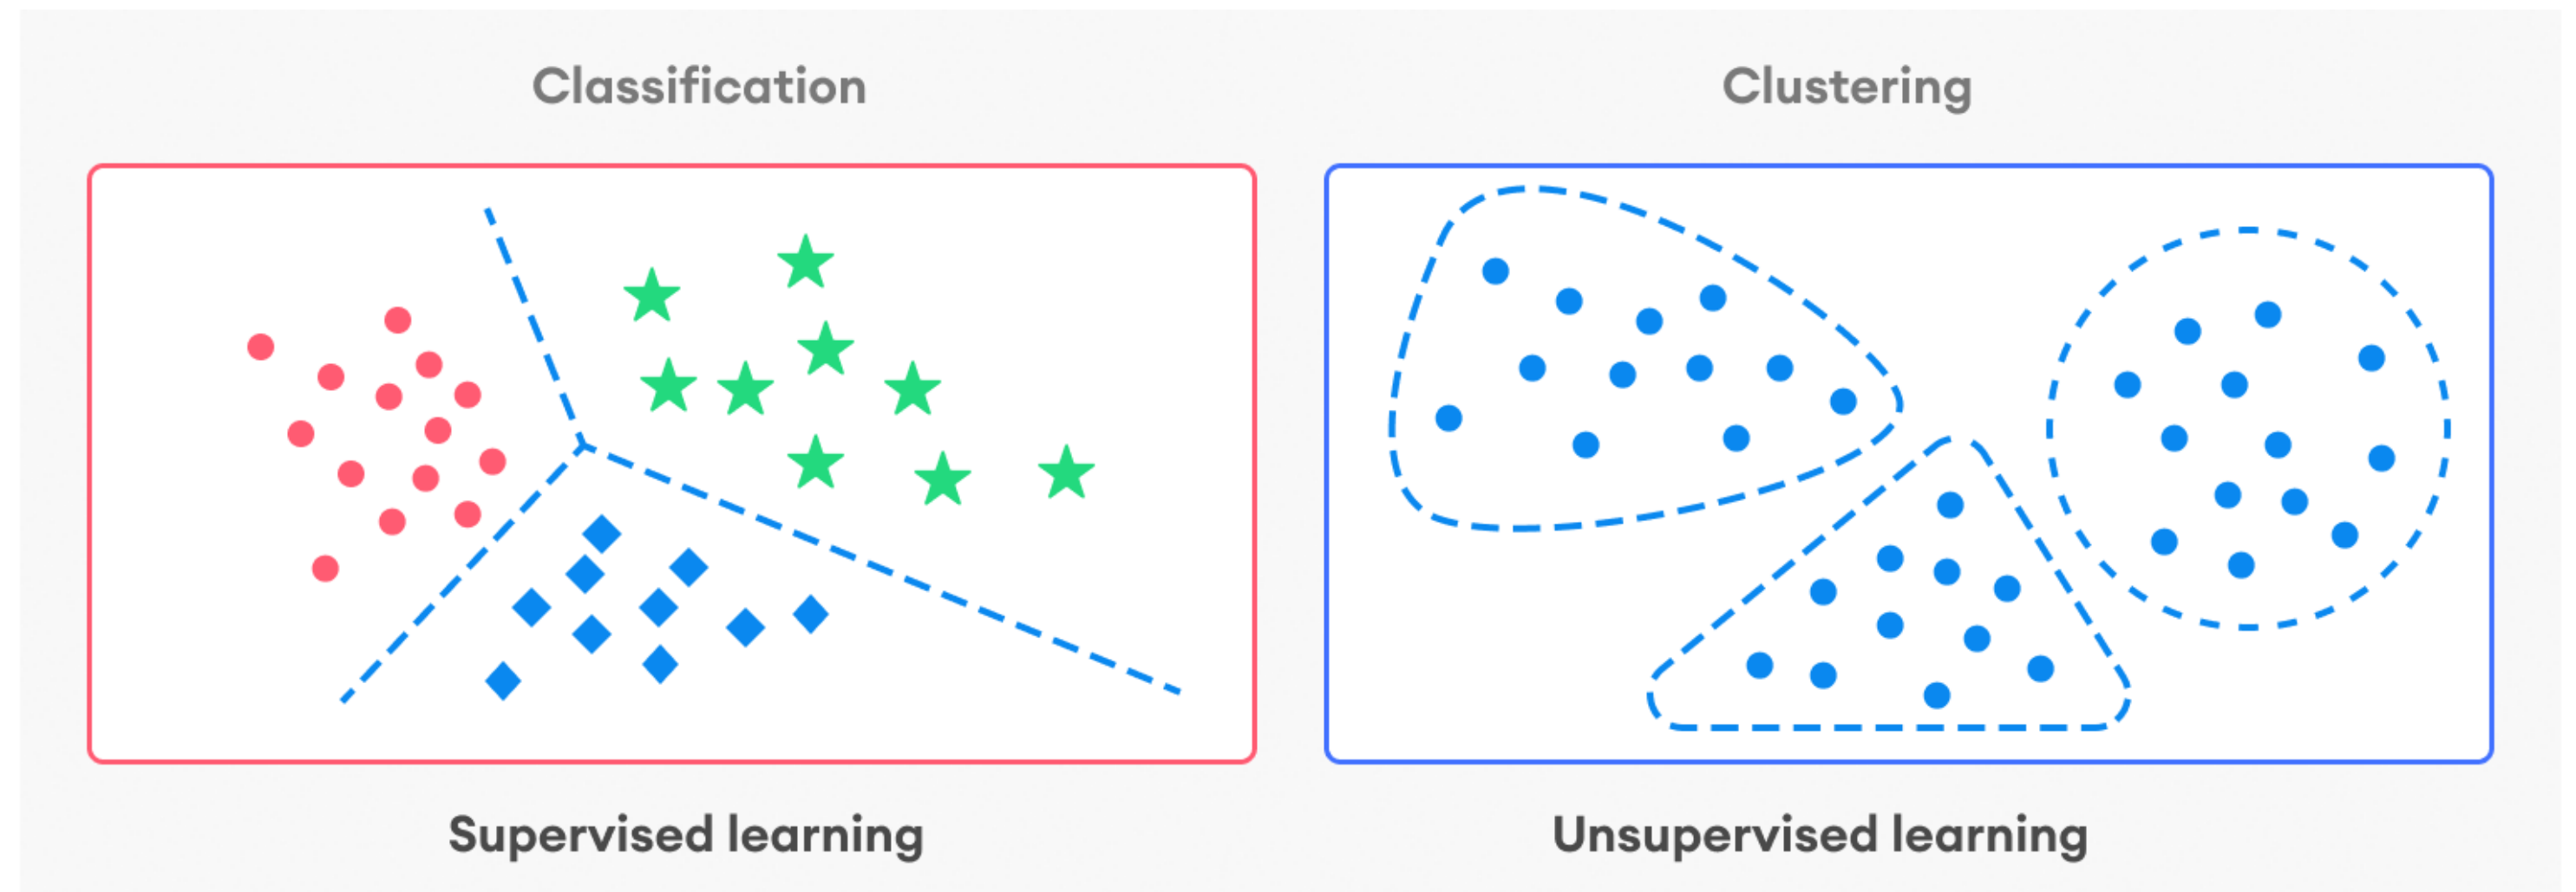 Classification
Clustering
Supervised learning
Unsupervised learning